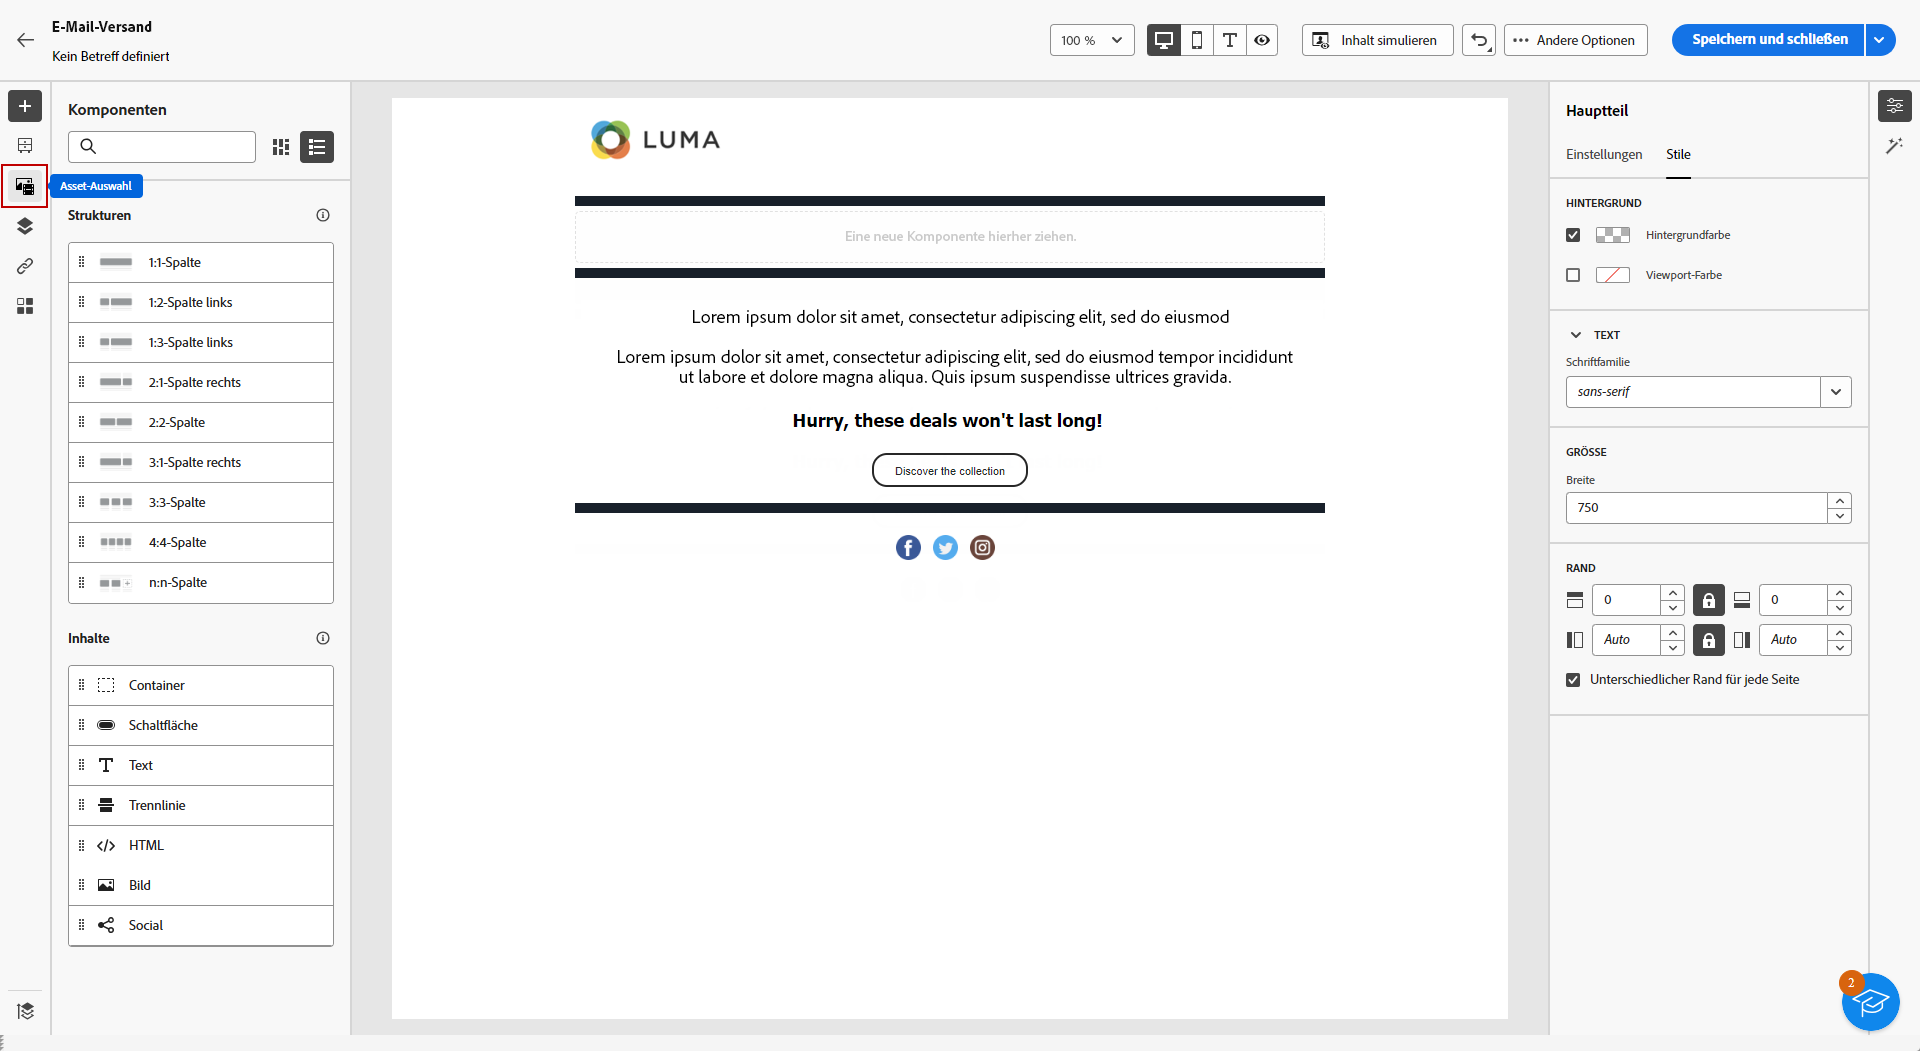 E-Mail-Versand
Kein Betreff definiert
100 %
Inhalt simulieren
Andere Optionen
Speichern und schließen
Komponenten
Asset-Auswahl
Strukturen
1:1-Spalte
1:2-Spalte links
1:3-Spalte links
2:1-Spalte rechts
2:2-Spalte
3:1-Spalte rechts
3:3-Spalte
4:4-Spalte
n:n-Spalte
Inhalte
Container
Schaltfläche
Text
Trennlinie
HTML
Bild
Social
LUMA
Eine neue Komponente hierher ziehen.
Lorem ipsum dolor sit amet, consectetur adipiscing elit, sed do eiusmod
Lorem ipsum dolor sit amet, consectetur adipiscing elit, sed do eiusmod tempor incididunt
ut labore et dolore magna aliqua. Quis ipsum suspendisse ultrices gravida.
Hurry, these deals won't last long!
Discover the collection
Hauptteil
Einstellungen
Stile
HINTERGRUND
Hintergrundfarbe
Viewport-Farbe
TEXT
Schriftfamilie
sans-serif
GRÖSSE
Breite
750
RAND
0
0
Auto
Auto
Unterschiedlicher Rand für jede Seite
2